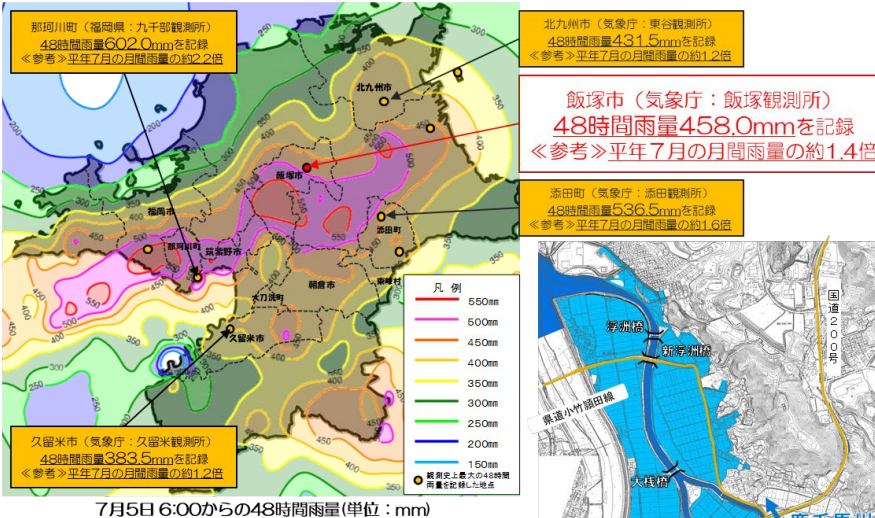 那珂川町（福岡県：九千部観測所）
48時間雨量602.0mmを記録
≪参考≫平年7月の月間雨量の約2.2倍
北九州市（気象庁：東谷観測所）
48時間雨量431.5mmを記録
≪参考≫平年7月の月間雨量の約1.2倍
飯塚市（気象庁：飯塚観測所）
48時間雨量458.0mmを記録
≪参考≫平年7月の月間雨量の約1.4倍
添田町（気象庁：添田観測所）
48時間雨量536.5mmを記録
≪参考≫平年7月の月間雨量の約1.6倍
北九州市
飯塚市
福岡市
添田町
那珂川町
筑紫野市
朝倉市
東峰村
大刀洗町
久留米市
凡 例
550mm
500mm
450mm
400mm
350mm
300mm
250mm
200mm
150mm
観測史上最大の48時間
雨量を記録した地点
久留米市（気象庁：久留米観測所）
48時間雨量383.5mmを記録
≪参考≫平年7月の月間雨量の約1.2倍
7月5日 6:00からの48時間雨量(単位：mm)
国道200号
浮洲橋
新浮洲橋
県道小竹頴田線
大桟橋